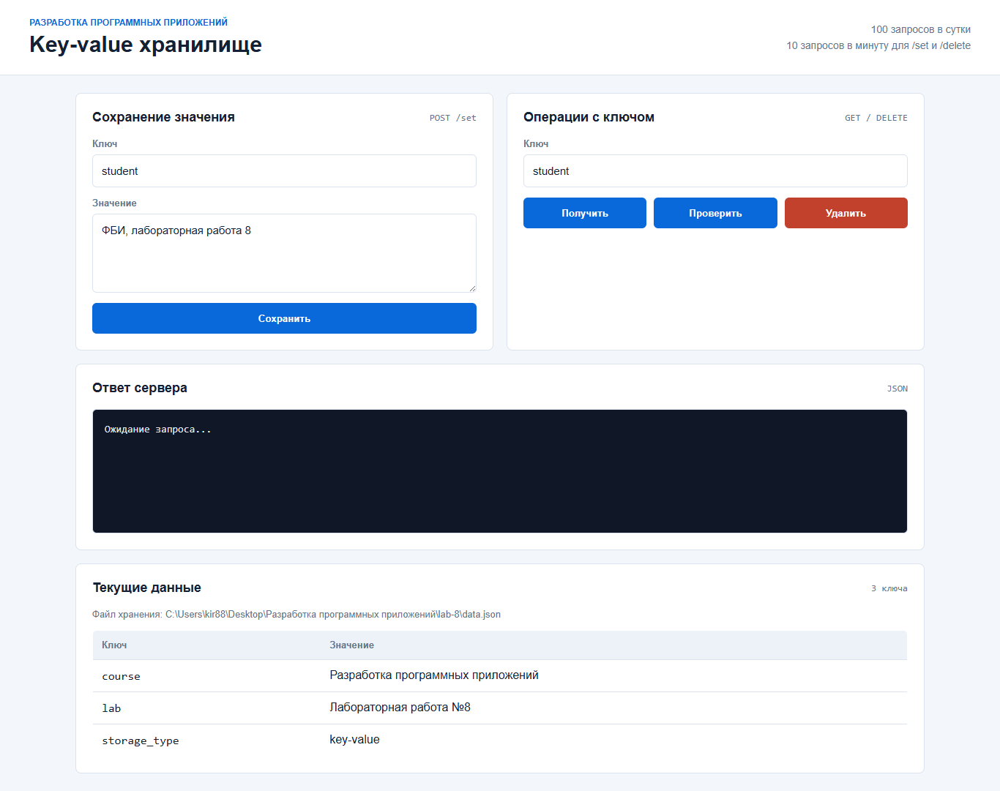 РАЗРАБОТКА ПРОГРАММНЫХ ПРИЛОЖЕНИЙ
Key-value хранилище
100 запросов в сутки
10 запросов в минуту для /set и /delete
Сохранение значения
POST /set
Ключ
student
Значение
ФБИ, лабораторная работа 8
Сохранить
Операции с ключом
GET / DELETE
Ключ
student
Получить
Проверить
Удалить
Ответ сервера
JSON
Ожидание запроса...
Текущие данные
3 ключа
Файл хранения: C:\Users\kir88\Desktop\Разработка программных приложений\lab-8\data.json
Ключ Значение
course Разработка программных приложений
lab Лабораторная работа №8
storage_type key-value